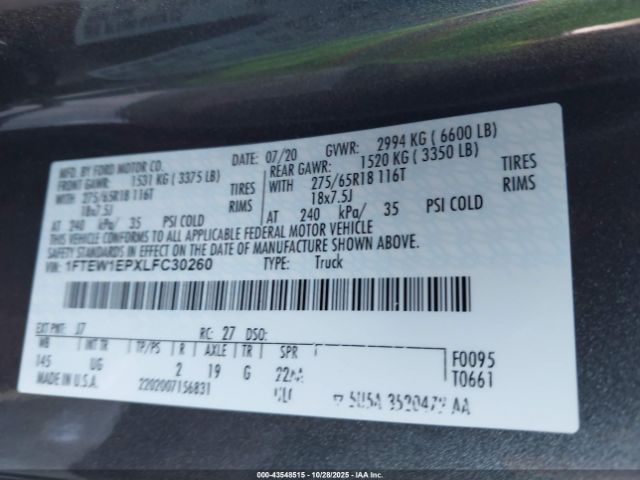 MFD. BY FORD MOTOR CO. DATE: 07/20 GVWR: 2994 KG ( 6600 LB)
FRONT GAWR: 1531 KG ( 3375 LB) REAR GAWR: 1520 KG ( 3350 LB)
WITH 275/65R18 116T TIRES WITH 275/65R18 116T TIRES
18x7.5J RIMS 18x7.5J RIMS
AT 240 kPa/ 35 PSI COLD AT 240 kPa/ 35 PSI COLD
THIS VEHICLE CONFORMS TO ALL APPLICABLE FEDERAL MOTOR VEHICLE
SAFETY STANDARDS IN EFFECT ON THE DATE OF MANUFACTURE SHOWN ABOVE.
VIN: 1FTEW1EPXLFC30260 TYPE: Truck
EXT PNT: J7 RC: 27 DSO:
WB INT TR TP/PS R AXLE TR SPR
145 UG 2 19 G F0095
T0661
MADE IN U.S.A. 2202007156831
000-43548515 - 10/28/2025 - IAAI.COM